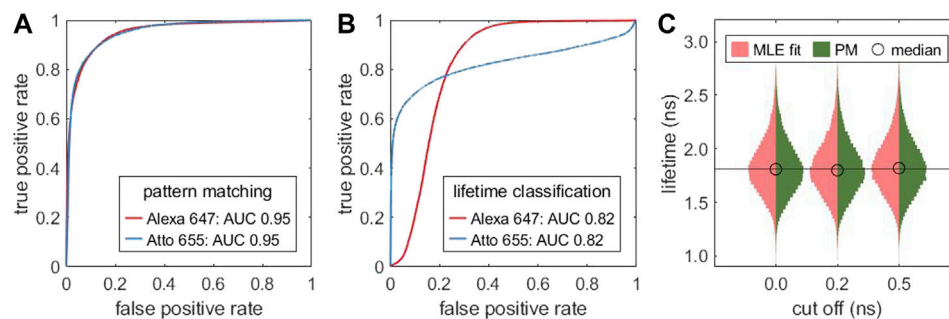 A
true positive rate
1
0.8
0.6
0.4
0.2
0
0.0
0.2
0.4
0.6
0.8
1
false positive rate
pattern matching
Alexa 647: AUC 0.95
Atto 655: AUC 0.95
B
true positive rate
1
0.8
0.6
0.4
0.2
0
0.0
0.2
0.4
0.6
0.8
1
false positive rate
lifetime classification
Alexa 647: AUC 0.82
Atto 655: AUC 0.82
C
MLE fit
PM
median
lifetime (ns)
3.0
2.5
2.0
1.5
1.0
0.0
0.2
0.5
cut off (ns)